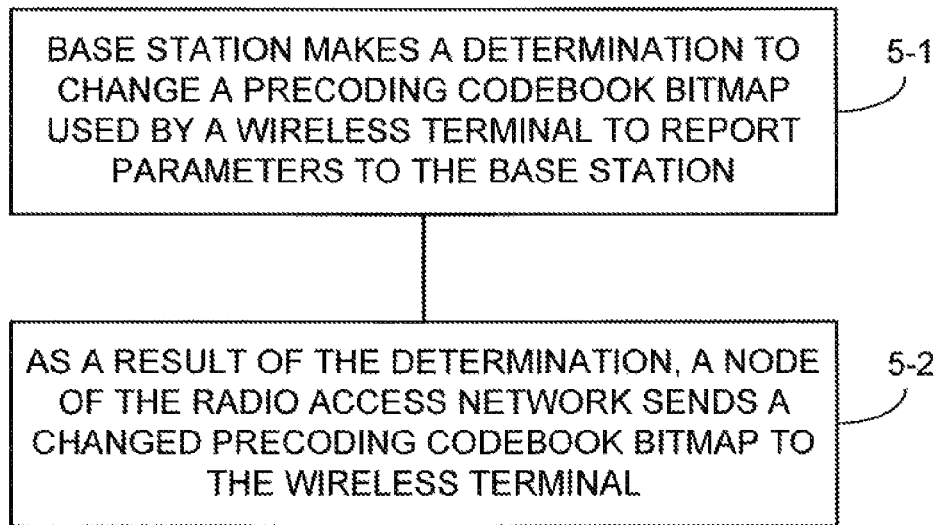 BASE STATION MAKES A DETERMINATION TO
CHANGE A PRECODING CODEBOOK BITMAP
USED BY A WIRELESS TERMINAL TO REPORT
PARAMETERS TO THE BASE STATION
5-1
AS A RESULT OF THE DETERMINATION, A NODE
OF THE RADIO ACCESS NETWORK SENDS A
CHANGED PRECODING CODEBOOK BITMAP TO
THE WIRELESS TERMINAL
5-2